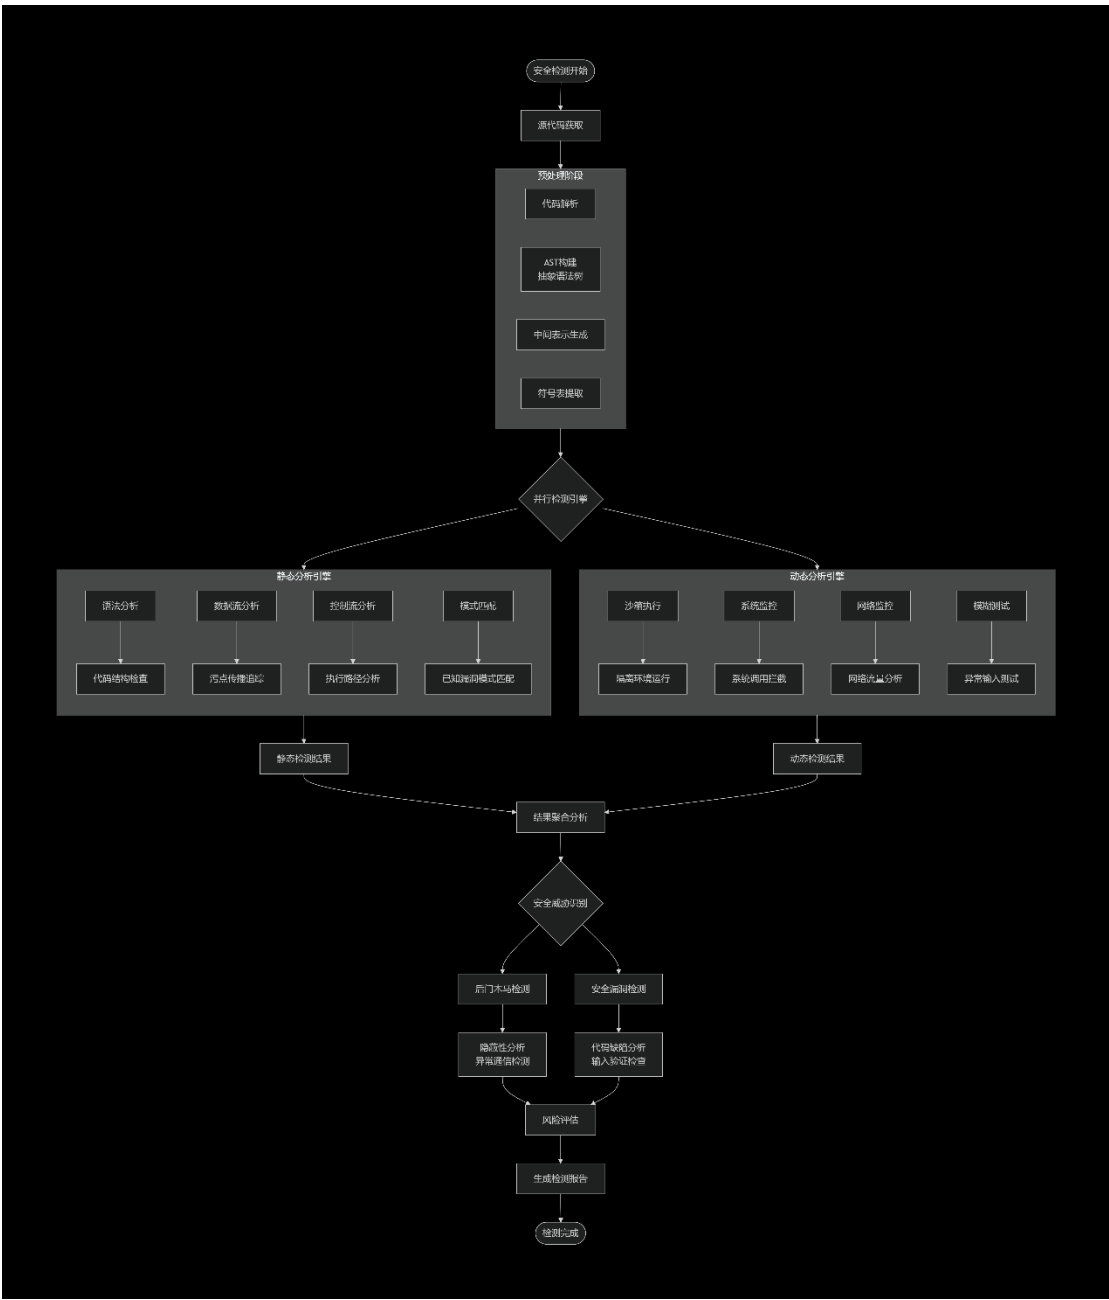 安全检测开始
源代码获取
预处理阶段
代码解析
AST构建
抽象语法树
中间表示生成
符号表提取
并行检测引擎
静态分析引擎
语法分析
数据流分析
控制流分析
模式匹配
代码结构检查
污点传播追踪
执行路径分析
已知漏洞模式匹配
动态分析引擎
沙箱执行
系统监控
网络监控
模糊测试
隔离环境运行
系统调用拦截
网络流量分析
异常输入测试
静态检测结果
动态检测结果
结果聚合分析
安全威胁识别
后门木马检测
安全漏洞检测
隐蔽性分析
异常通信检测
代码缺陷分析
输入验证检查
风险评估
生成检测报告
检测完成